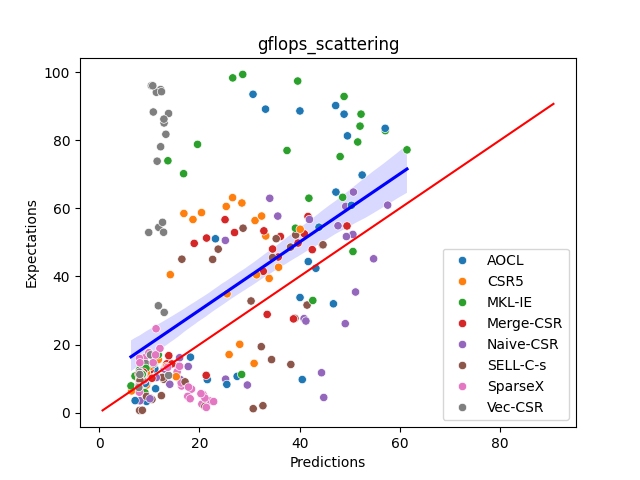 gflops_scattering
Expectations
100
80
60
40
20
0
0
20
40
60
80
Predictions
AOCL
CSR5
MKL-IE
Merge-CSR
Naive-CSR
SELL-C-s
SparseX
Vec-CSR